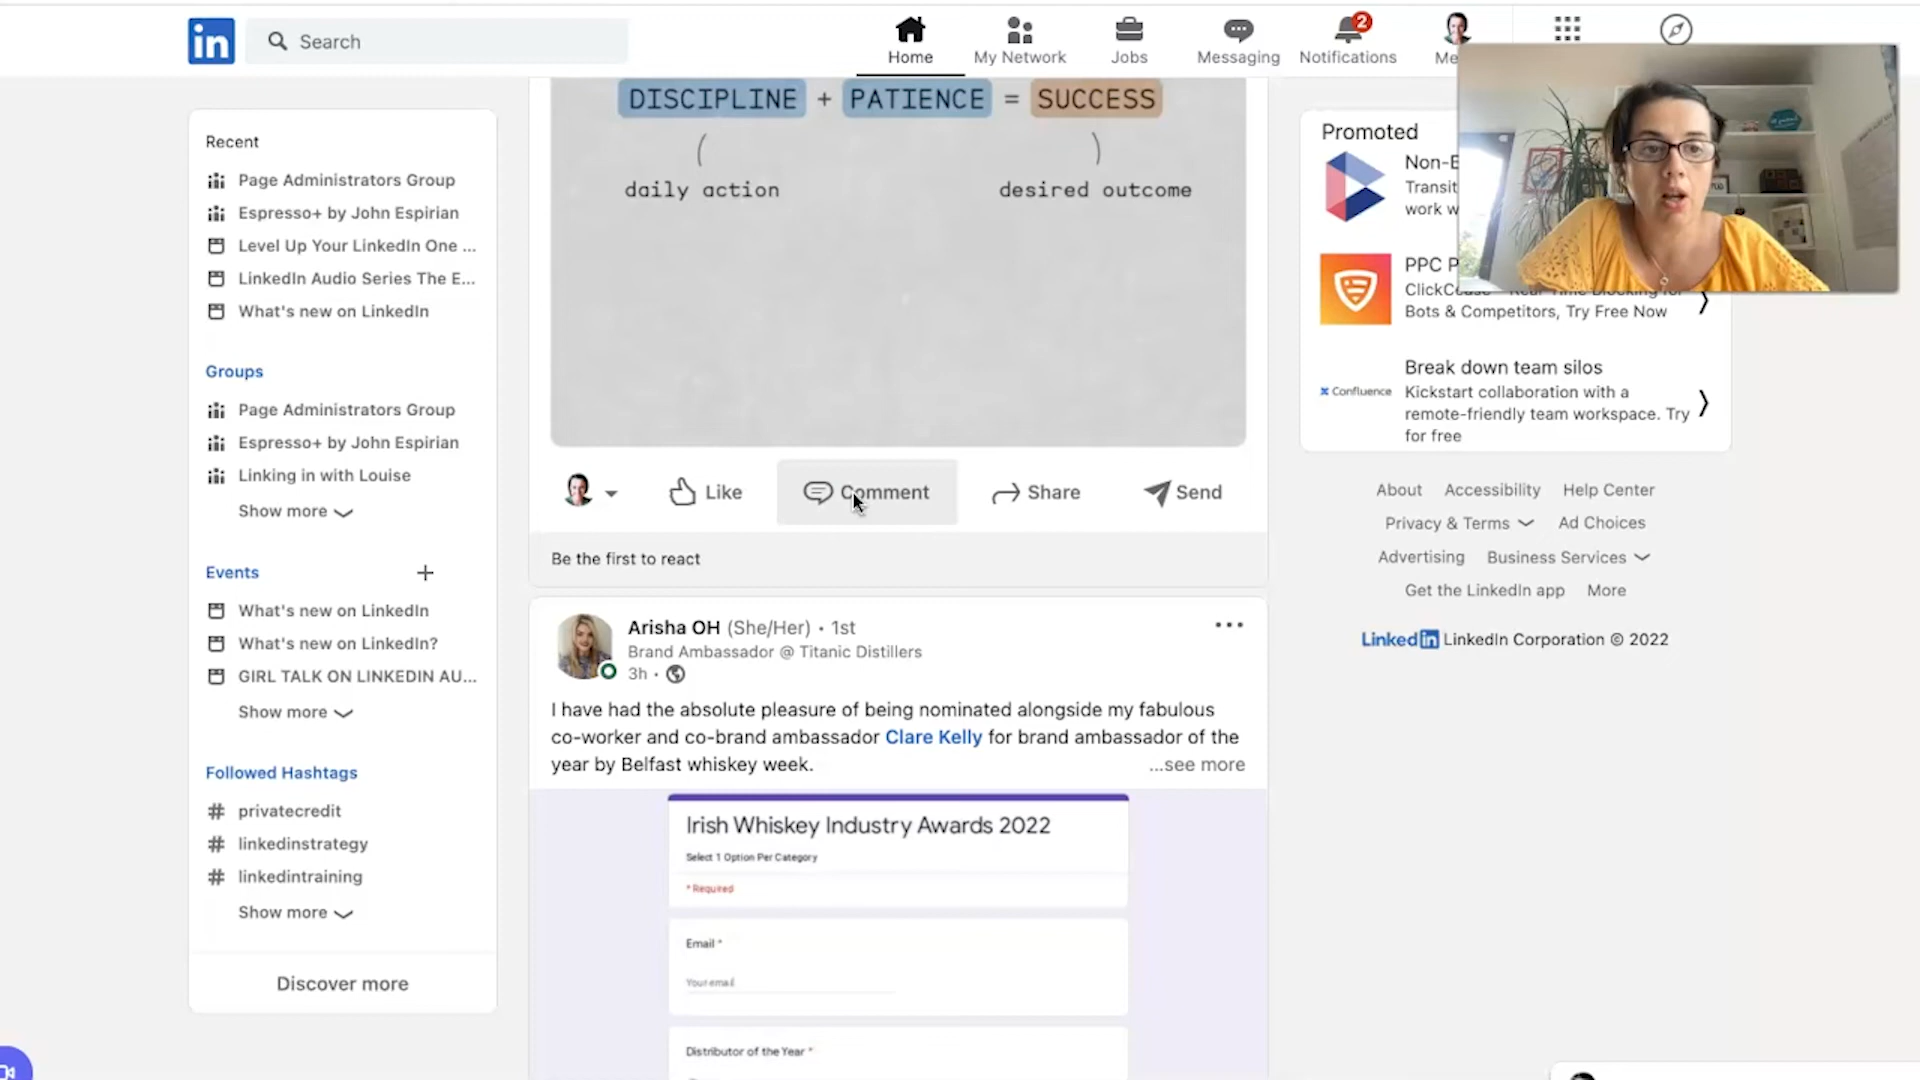 in
Search
Home
My Network
Jobs
Messaging
2
Notifications
Me
DISCIPLINE + PATIENCE = SUCCESS
daily action
desired outcome
Recent
Page Administrators Group
Espresso+ by John Espirian
Level Up Your LinkedIn One ...
LinkedIn Audio Series The E...
What's new on LinkedIn
Groups
Page Administrators Group
Espresso+ by John Espirian
Linking in with Louise
Show more
Events
What's new on LinkedIn
What's new on LinkedIn?
GIRL TALK ON LINKEDIN AU...
Show more
Followed Hashtags
# privatecredit
# linkedinstrategy
# linkedintraining
Show more
Discover more
Like
Comment
Share
Send
Be the first to react
Arisha OH (She/Her) • 1st
Brand Ambassador @ Titanic Distillers
3h •
I have had the absolute pleasure of being nominated alongside my fabulous
co-worker and co-brand ambassador Clare Kelly for brand ambassador of the
year by Belfast whiskey week.
...see more
Irish Whiskey Industry Awards 2022
Select 1 Option Per Category
* Required
Email *
Your email
Distributor of the Year *
Promoted
Transit
work w
PPC P
Bots & Competitors, Try Free Now
Confluence
Break down team silos
Kickstart collaboration with a
remote-friendly team workspace. Try
for free
About
Accessibility
Help Center
Privacy & Terms
Ad Choices
Advertising
Business Services
Get the LinkedIn app
More
LinkedIn LinkedIn Corporation © 2022